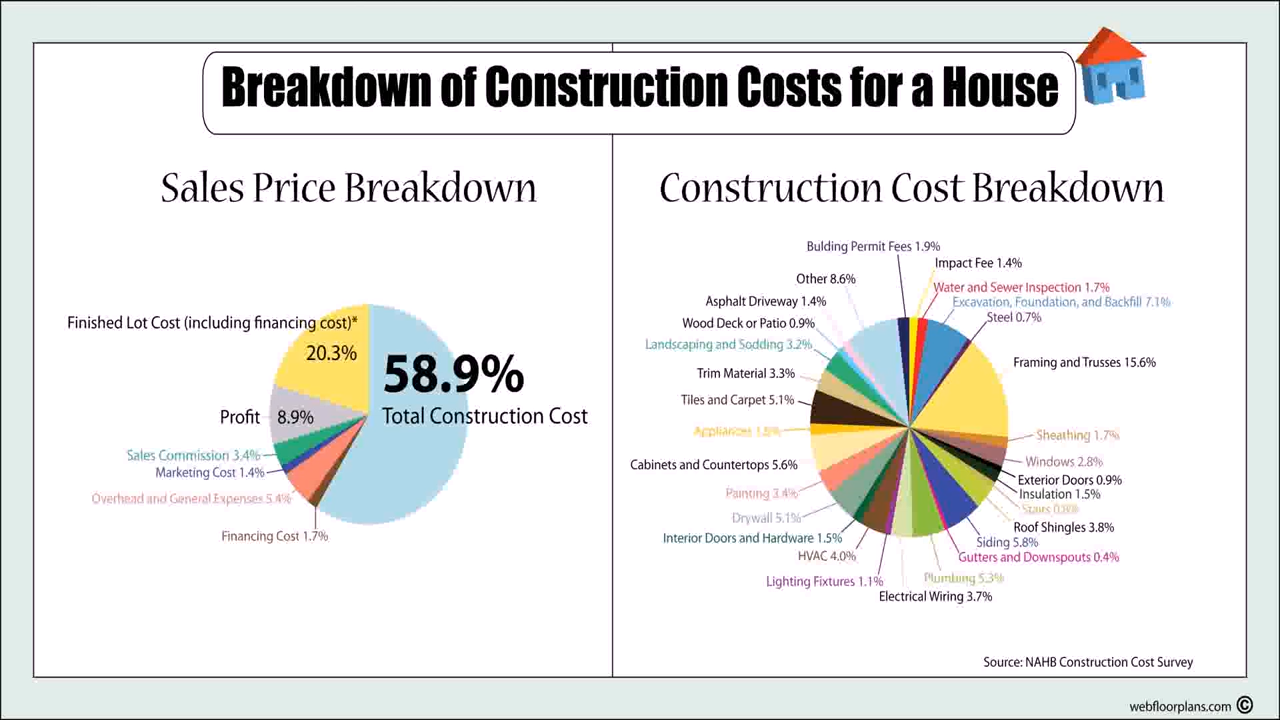 Breakdown of Construction Costs for a House
Sales Price Breakdown
Finished Lot Cost (including financing cost)*
20.3%
58.9%
Total Construction Cost
Profit 8.9%
Sales Commission 3.4%
Marketing Cost 1.4%
Overhead and General Expenses 5.4%
Financing Cost 1.7%
Construction Cost Breakdown
Bulding Permit Fees 1.9%
Impact Fee 1.4%
Water and Sewer Inspection 1.7%
Excavation, Foundation, and Backfill 7.1%
Steel 0.7%
Framing and Trusses 15.6%
Sheathing 1.7%
Windows 2.8%
Exterior Doors 0.9%
Insulation 1.5%
Stairs 0.8%
Roof Shingles 3.8%
Siding 5.8%
Gutters and Downspouts 0.4%
Plumbing 5.3%
Electrical Wiring 3.7%
Lighting Fixtures 1.1%
HVAC 4.0%
Interior Doors and Hardware 1.5%
Drywall 5.1%
Painting 3.4%
Cabinets and Countertops 5.6%
Appliances
Tiles and Carpet 5.1%
Trim Material 3.3%
Landscaping and Sodding 3.2%
Wood Deck or Patio 0.9%
Asphalt Driveway 1.4%
Other 8.6%
Source: NAHB Construction Cost Survey
webfloorplans.com ©